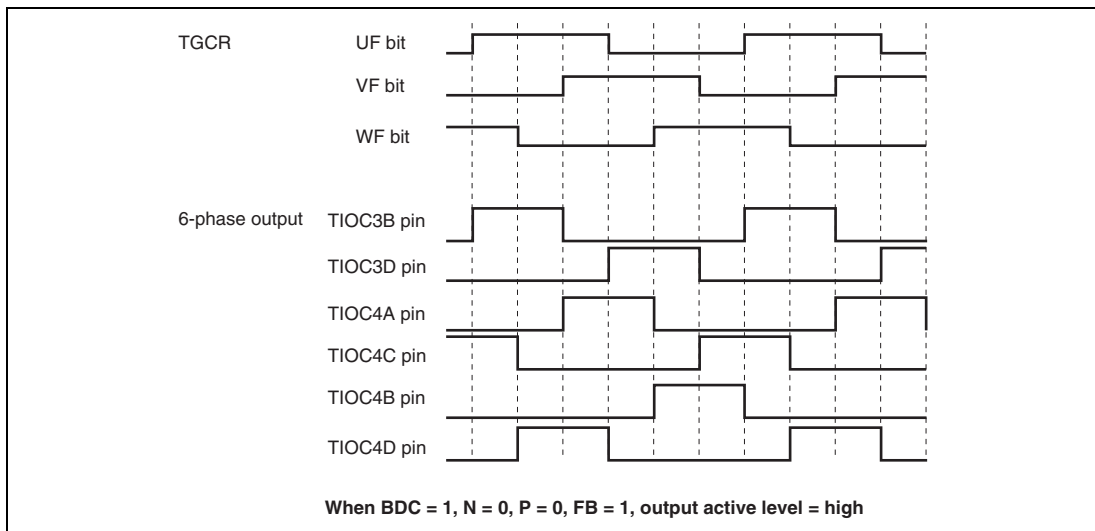 TGCR UF bit
VF bit
WF bit
6-phase output TIOC3B pin
TIOC3D pin
TIOC4A pin
TIOC4C pin
TIOC4B pin
TIOC4D pin
When BDC = 1, N = 0, P = 0, FB = 1, output active level = high